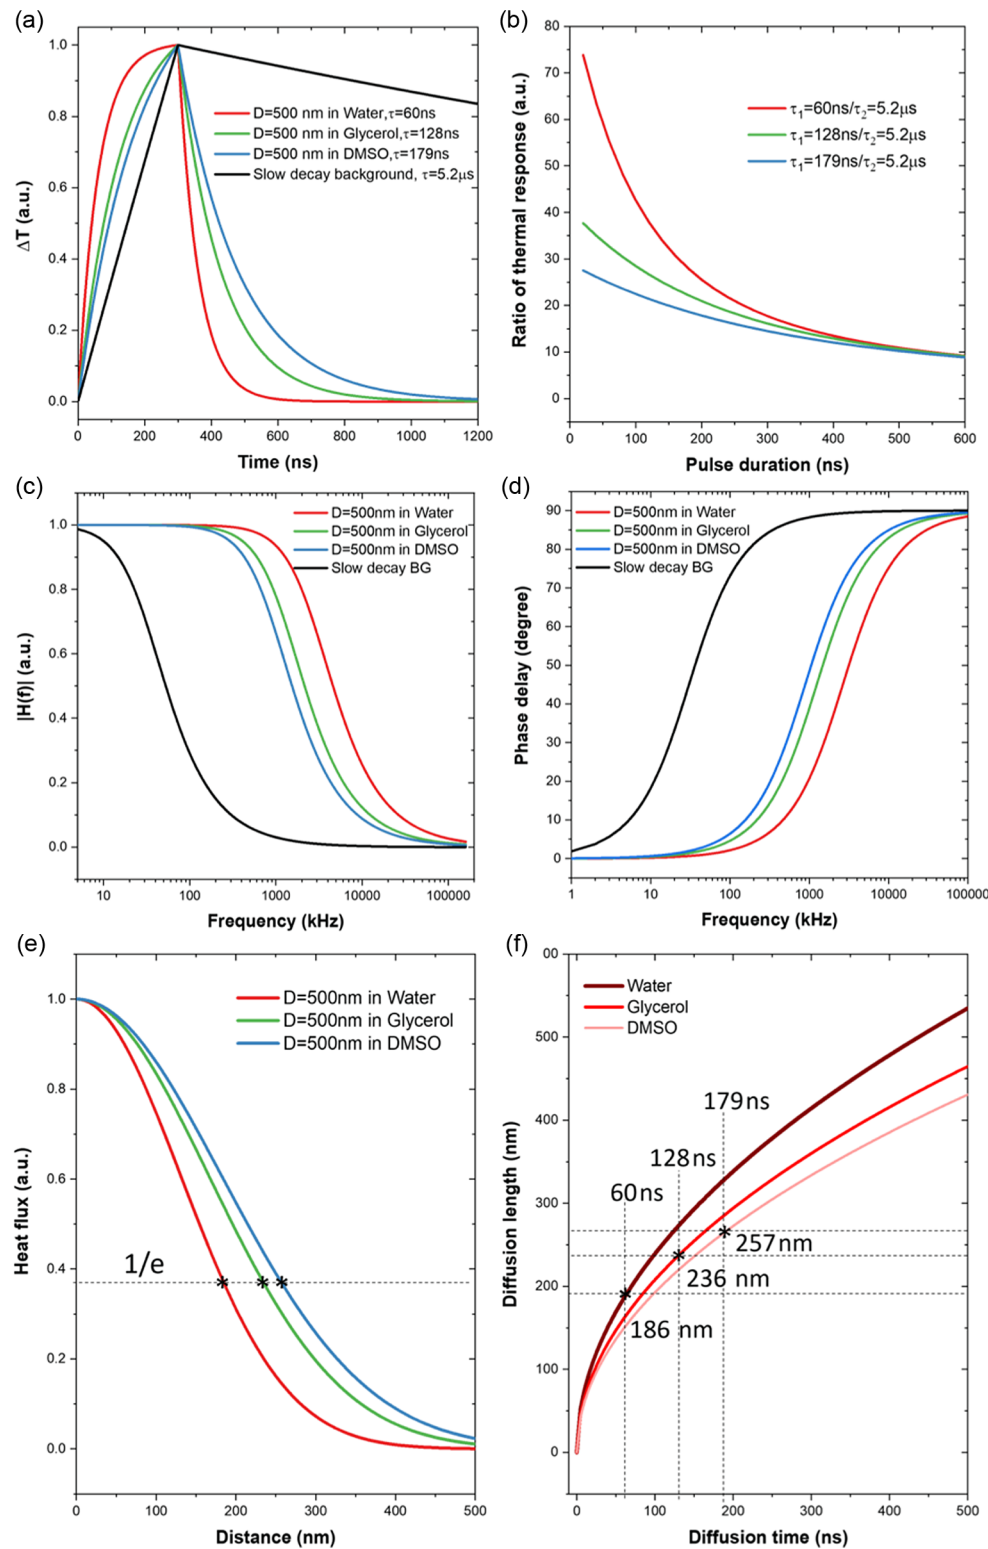 (a)
ΔT (a.u.)
1.0
0.8
0.6
0.4
0.2
0.0
D=500 nm in Water,τ=60ns
D=500 nm in Glycerol,τ=128ns
D=500 nm in DMSO,τ=179ns
Slow decay background, τ=5.2μs
0 200 400 600 800 1000 1200
Time (ns)
(b)
Ratio of thermal response (a.u.)
80
70
60
50
40
30
20
10
0
τ₁=60ns/τ₂=5.2μs
τ₁=128ns/τ₂=5.2μs
τ₁=179ns/τ₂=5.2μs
0 100 200 300 400 500 600
Pulse duration (ns)
(c)
|H(f)| (a.u.)
1.0
0.8
0.6
0.4
0.2
0.0
D=500nm in Water
D=500nm in Glycerol
D=500nm in DMSO
Slow decay BG
10 100 1000 10000 100000
Frequency (kHz)
(d)
Phase delay (degree)
90
80
70
60
50
40
30
20
10
0
D=500nm in Water
D=500nm in Glycerol
D=500nm in DMSO
Slow decay BG
1 10 100 1000 10000 100000
Frequency (kHz)
(e)
Heat flux (a.u.)
1.0
0.8
0.6
0.4
0.2
0.0
D=500nm in Water
D=500nm in Glycerol
D=500nm in DMSO
1/e
0 100 200 300 400 500
Distance (nm)
(f)
Diffusion length (nm)
00
500
400
300
200
100
0
Water
Glycerol
DMSO
179ns
128ns
60ns
257nm
236 nm
186 nm
0 100 200 300 400 500
Diffusion time (ns)